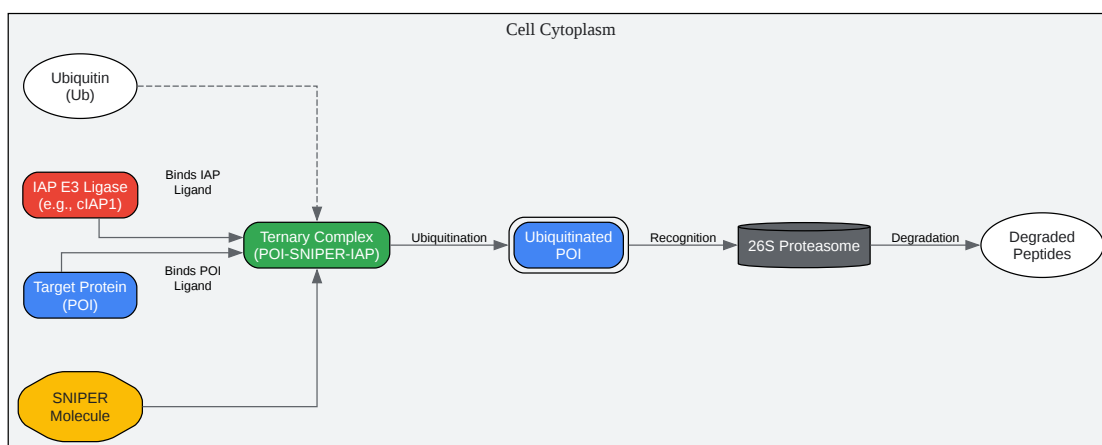 Cell Cytoplasm
Ubiquitin
(Ub)
Binds IAP
Ligand
IAP E3 Ligase
(e.g., cIAP1)
Ternary Complex
(POI-SNIPER-IAP)
Ubiquitination
Ubiquitinated
POI
Recognition
26S Proteasome
Degradation
Degraded
Peptides
Binds POI
Ligand
Target Protein
(POI)
SNIPER
Molecule